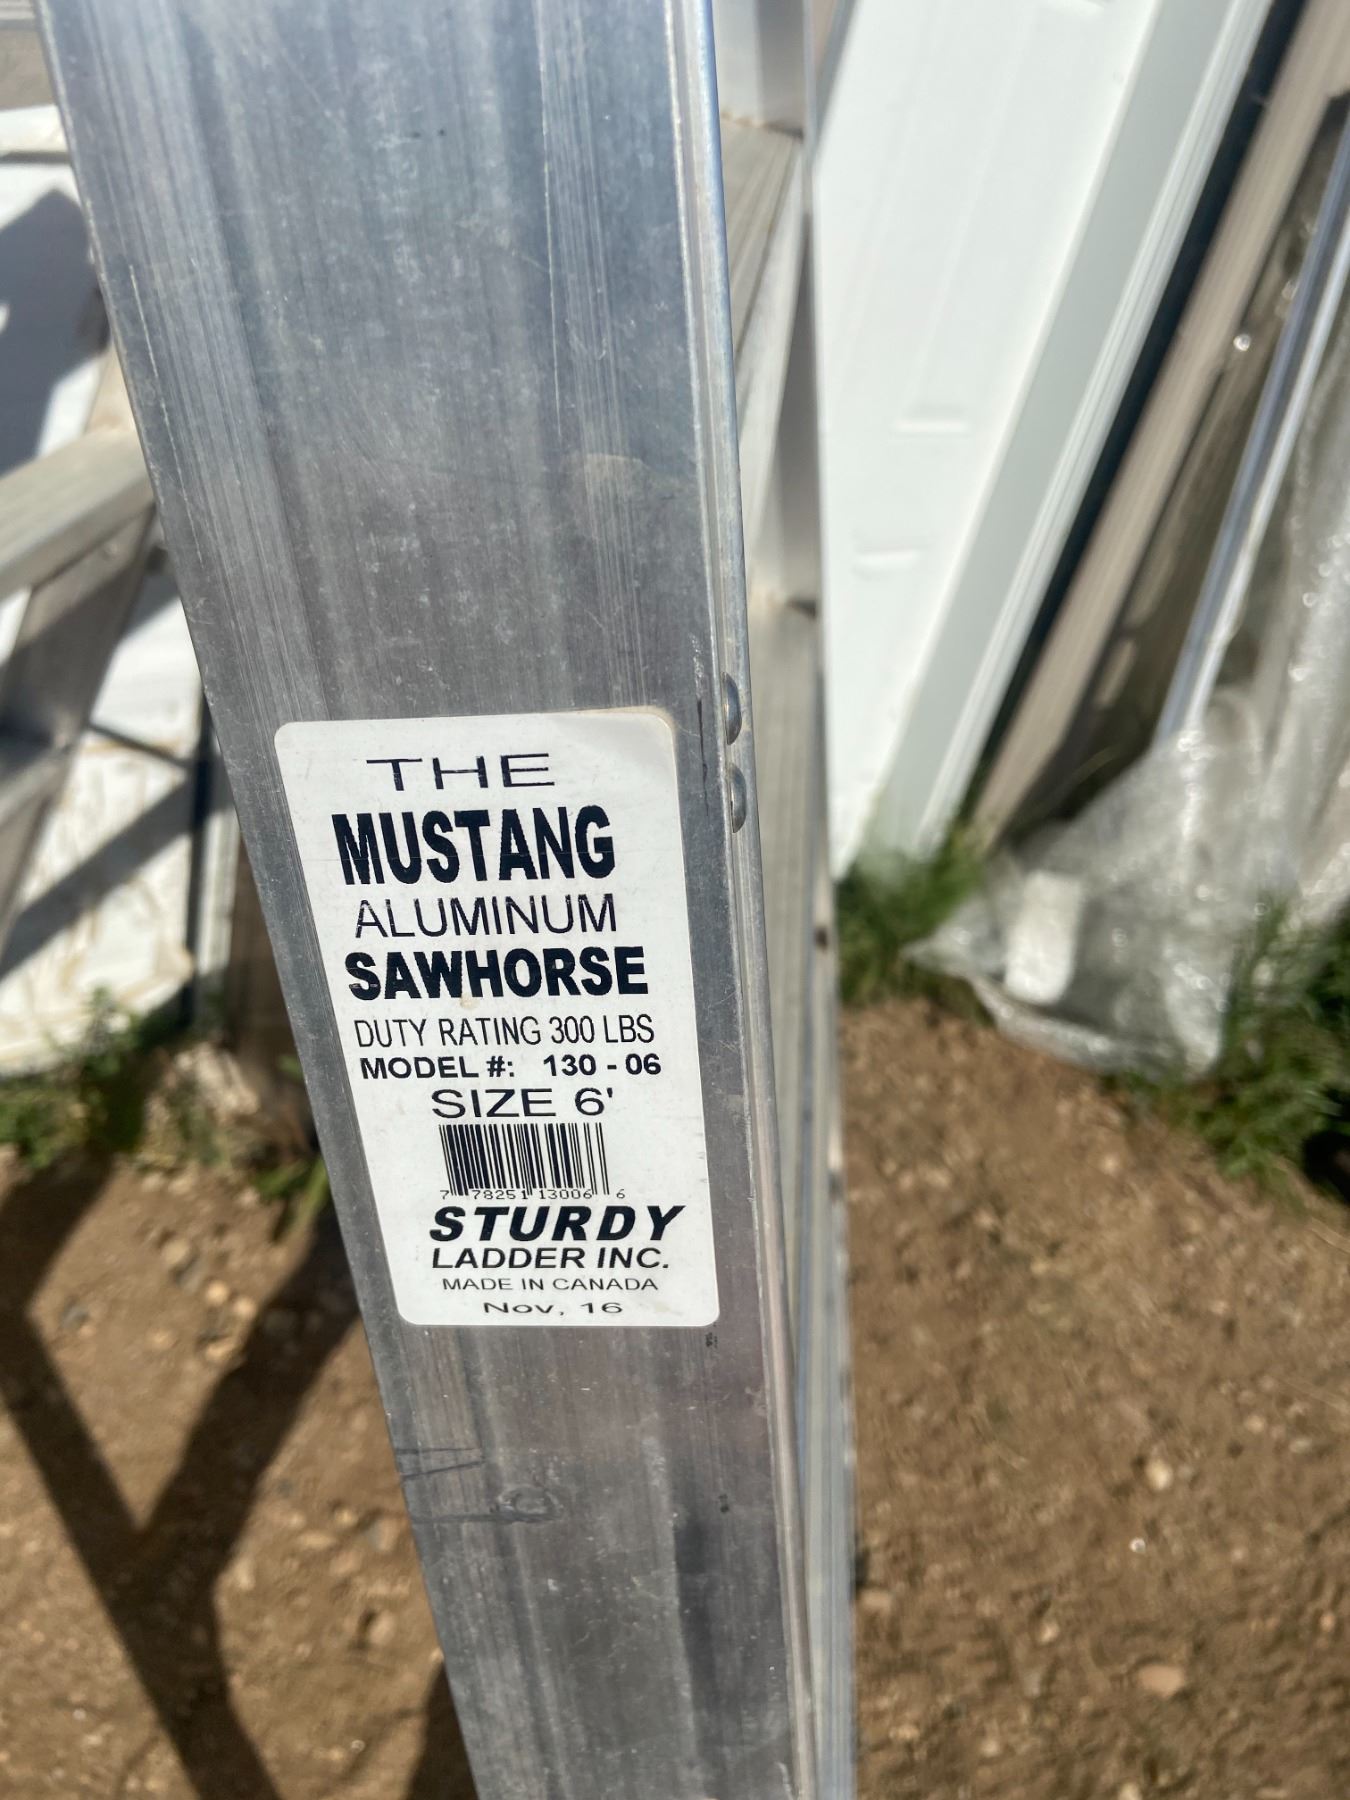 THE
MUSTANG
ALUMINUM
SAWHORSE
DUTY RATING 300 LBS
MODEL #: 130 - 06
SIZE 6'
7 78251 13006 6
STURDY
LADDER INC.
MADE IN CANADA
Nov, 16